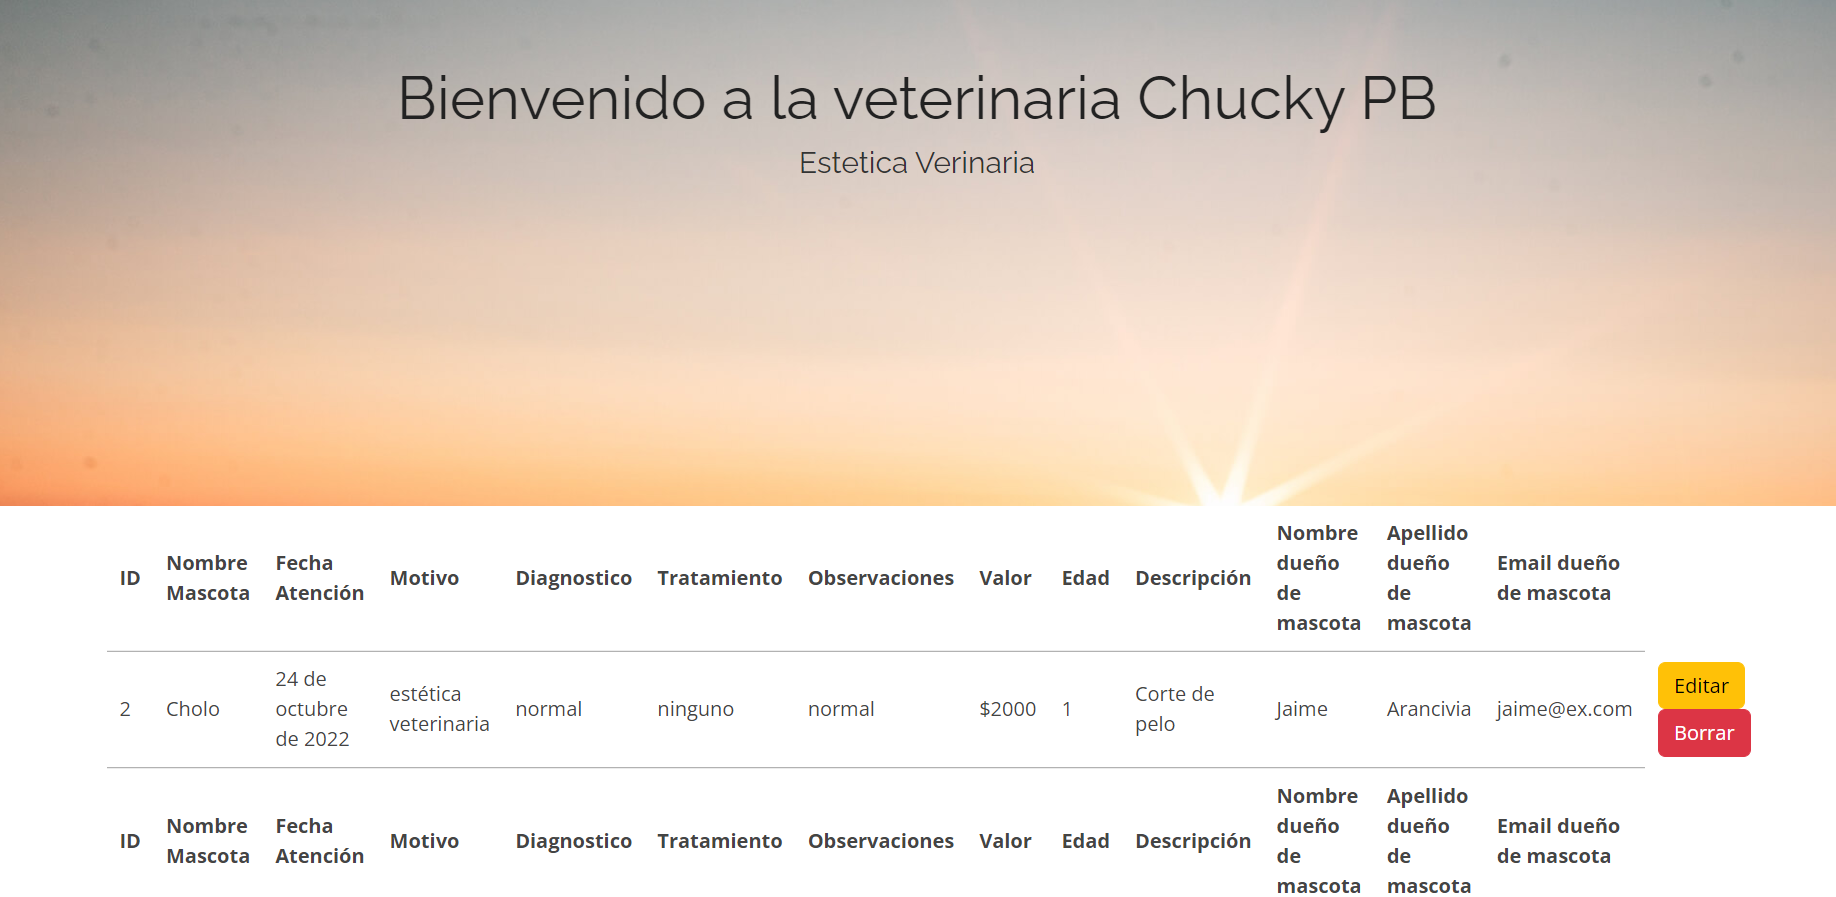 Bienvenido a la veterinaria Chucky PB
Estetica Verinaria
ID Nombre Mascota Fecha Atención Motivo Diagnostico Tratamiento Observaciones Valor Edad Descripción Nombre dueño de mascota Apellido dueño de mascota Email dueño de mascota
2 Cholo 24 de octubre de 2022 estética veterinaria normal ninguno normal $2000 1 Corte de pelo Jaime Arancivia jaime@ex.com Editar Borrar
ID Nombre Mascota Fecha Atención Motivo Diagnostico Tratamiento Observaciones Valor Edad Descripción Nombre dueño de mascota Apellido dueño de mascota Email dueño de mascota